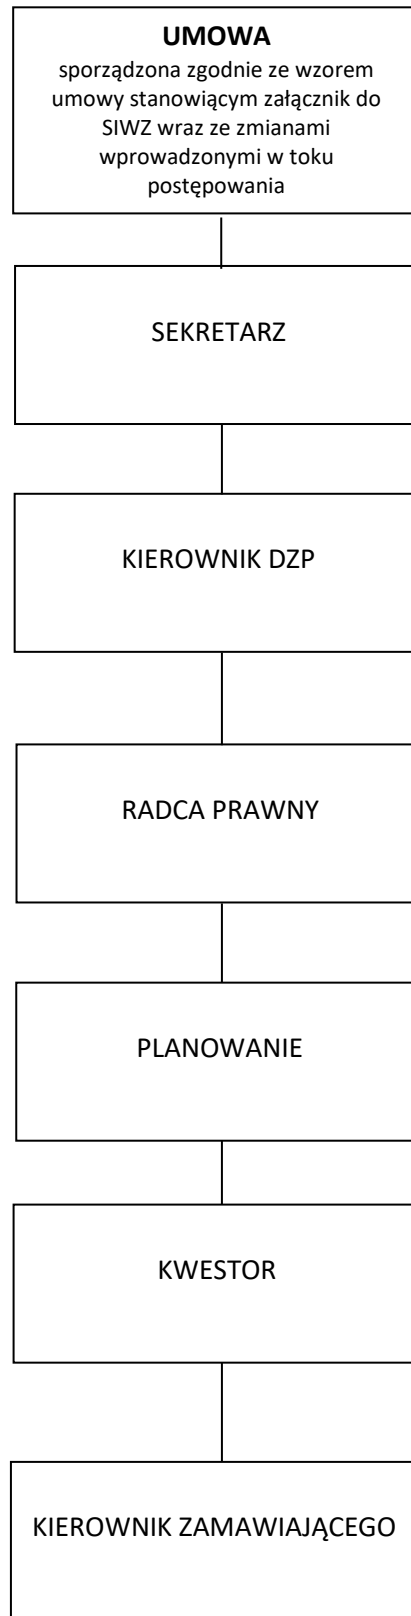 UMOWA
sporządzona zgodnie ze wzorem
umowy stanowiącym załącznik do
SIWZ wraz ze zmianami
wprowadzonymi w toku
postępowania
SEKRETARZ
KIEROWNIK DZP
RADCA PRAWNY
PLANOWANIE
KWESTOR
KIEROWNIK ZAMAWIAJĄCEGO